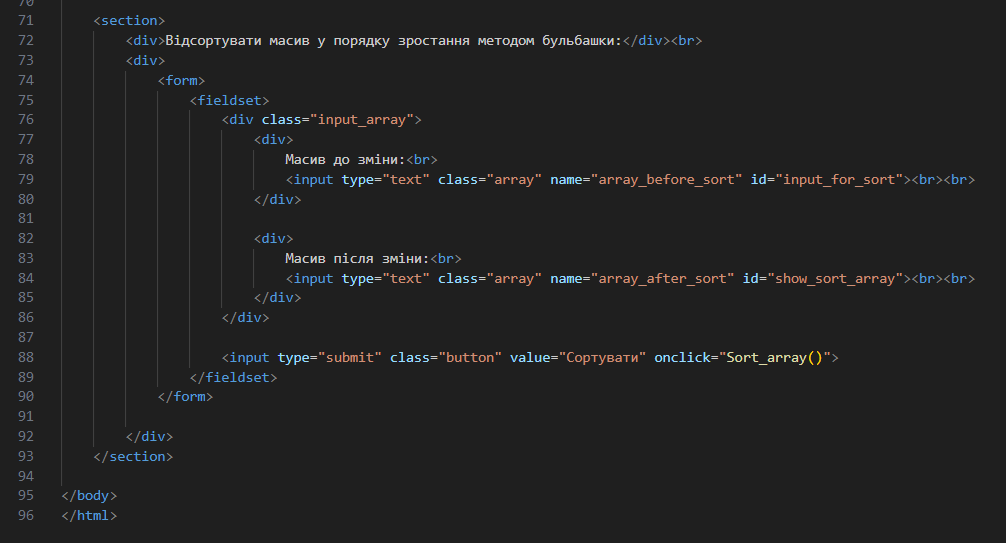 70
71 <section>
72 <div>Відсортувати масив у порядку зростання методом бульбашки:</div><br>
73 <div>
74 <form>
75 <fieldset>
76 <div class="input_array">
77 <div>
78 Масив до зміни:<br>
79 <input type="text" class="array" name="array_before_sort" id="input_for_sort"><br><br>
80 </div>
81
82 <div>
83 Масив після зміни:<br>
84 <input type="text" class="array" name="array_after_sort" id="show_sort_array"><br><br>
85 </div>
86 </div>
87
88 <input type="submit" class="button" value="Сортувати" onclick="Sort_array()">
89 </fieldset>
90 </form>
91
92 </div>
93 </section>
94
95 </body>
96 </html>